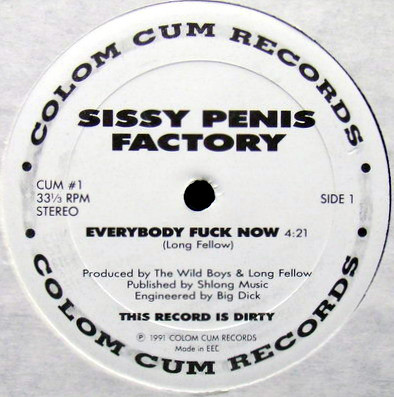 COLOM CUM RECORDS
SISSY PENIS
FACTORY
CUM #1
33⅓ RPM
STEREO
SIDE 1
EVERYBODY FUCK NOW 4:21
(Long Fellow)
Produced by The Wild Boys & Long Fellow
Published by Shlong Music
Engineered by Big Dick
THIS RECORD IS DIRTY
℗ 1991 COLOM CUM RECORDS
Made in EEC
COLOM CUM RECORDS